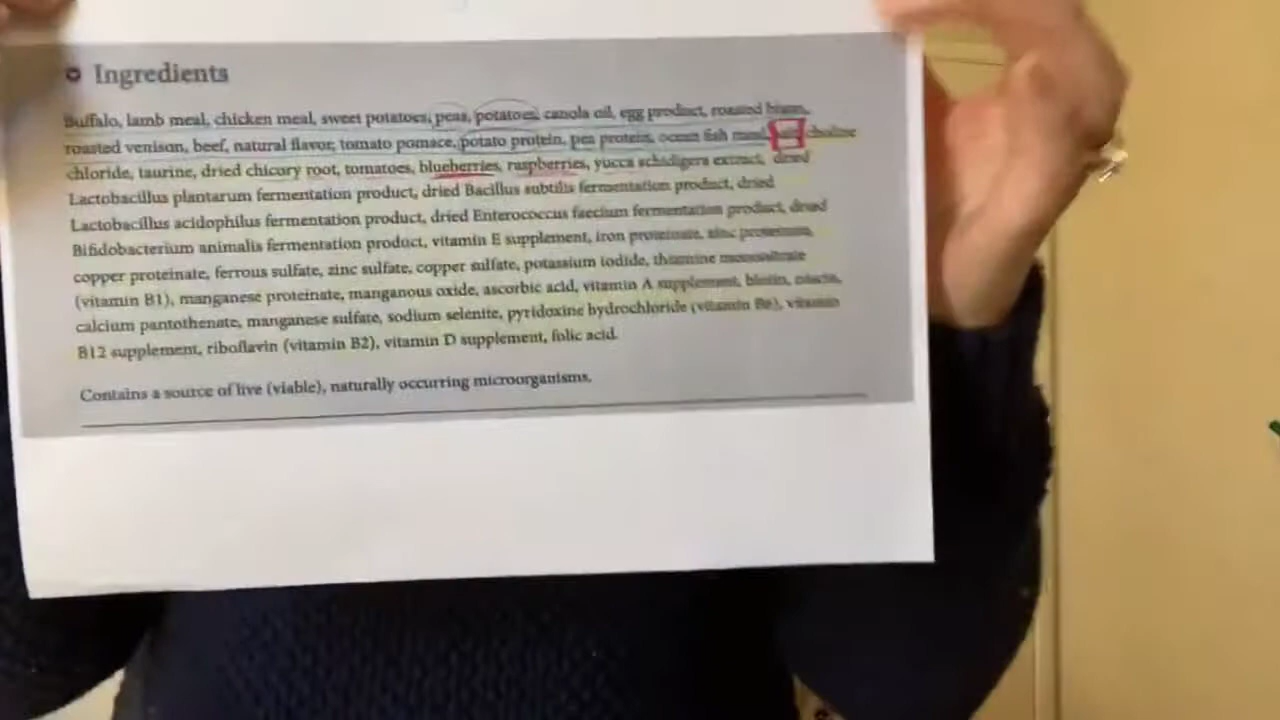 Ingredients
Buffalo, lamb meal, chicken meal, sweet potatoes, peas, potatoes, canola oil, egg product, roasted bison,
roasted venison, beef, natural flavor, tomato pomace, potato protein, pea protein, ocean fish meal, choline
chloride, taurine, dried chicory root, tomatoes, blueberries, raspberries, yucca schidigera extract, dried
Lactobacillus plantarum fermentation product, dried Bacillus subtilis fermentation product, dried
Lactobacillus acidophilus fermentation product, dried Enterococcus faecium fermentation product, dried
Bifidobacterium animalis fermentation product, vitamin E supplement, iron proteinate, zinc proteinate,
copper proteinate, ferrous sulfate, zinc sulfate, copper sulfate, potassium iodide, thiamine mononitrate
(vitamin B1), manganese proteinate, manganous oxide, ascorbic acid, vitamin A supplement, biotin, niacin,
calcium pantothenate, manganese sulfate, sodium selenite, pyridoxine hydrochloride (vitamin B6), vitamin
B12 supplement, riboflavin (vitamin B2), vitamin D supplement, folic acid.
Contains a source of live (viable), naturally occurring microorganisms.